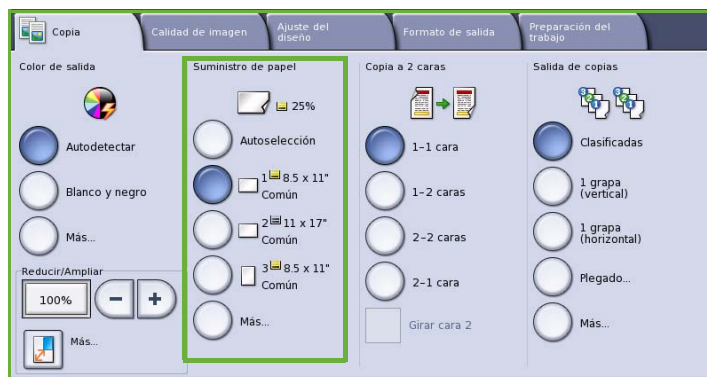 Copia
Calidad de imagen
Ajuste del
diseño
Formato de salida
Preparación del
trabajo
Color de salida
Autodetectar
Blanco y negro
Más...
Reducir/Ampliar
100%
Más...
Suministro de papel
25%
Autoselección
1 8.5 x 11"
Común
2 11 x 17"
Común
3 8.5 x 11"
Común
Más...
Copia a 2 caras
1-1 cara
1-2 caras
2-2 caras
2-1 cara
Girar cara 2
Salida de copias
Clasificadas
1 grapa
(vertical)
1 grapa
(horizontal)
Plegado...
Más...